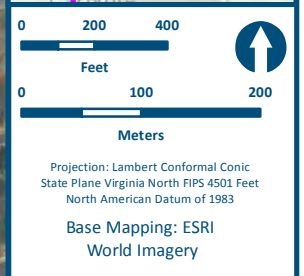 0 200 400
Feet
0 100 200
Meters
Projection: Lambert Conformal Conic
State Plane Virginia North FIPS 4501 Feet
North American Datum of 1983
Base Mapping: ESRI
World Imagery